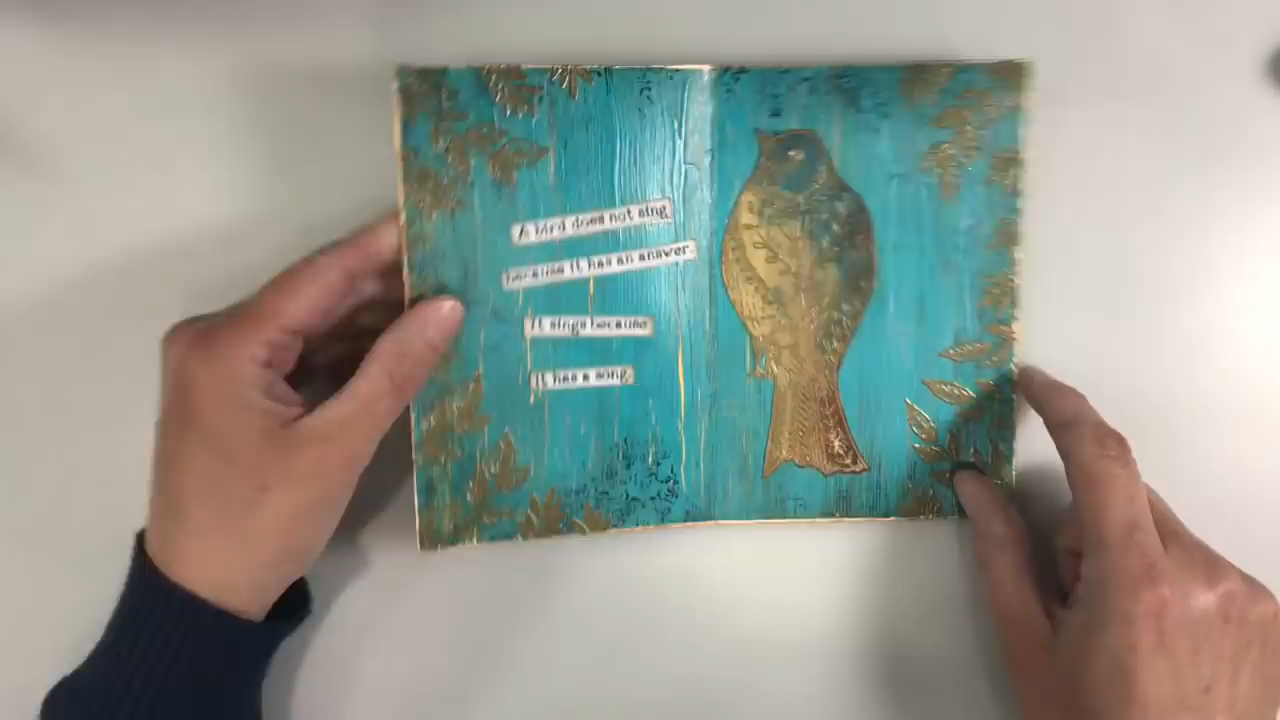 A bird does not sing
because it has an answer.
It sings because
it has a song.